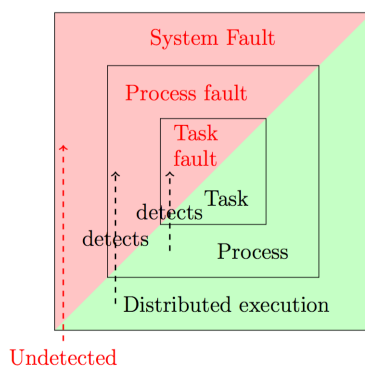 System Fault
Process fault
Task
fault
Task
detects
detects
Process
Distributed execution
Undetected